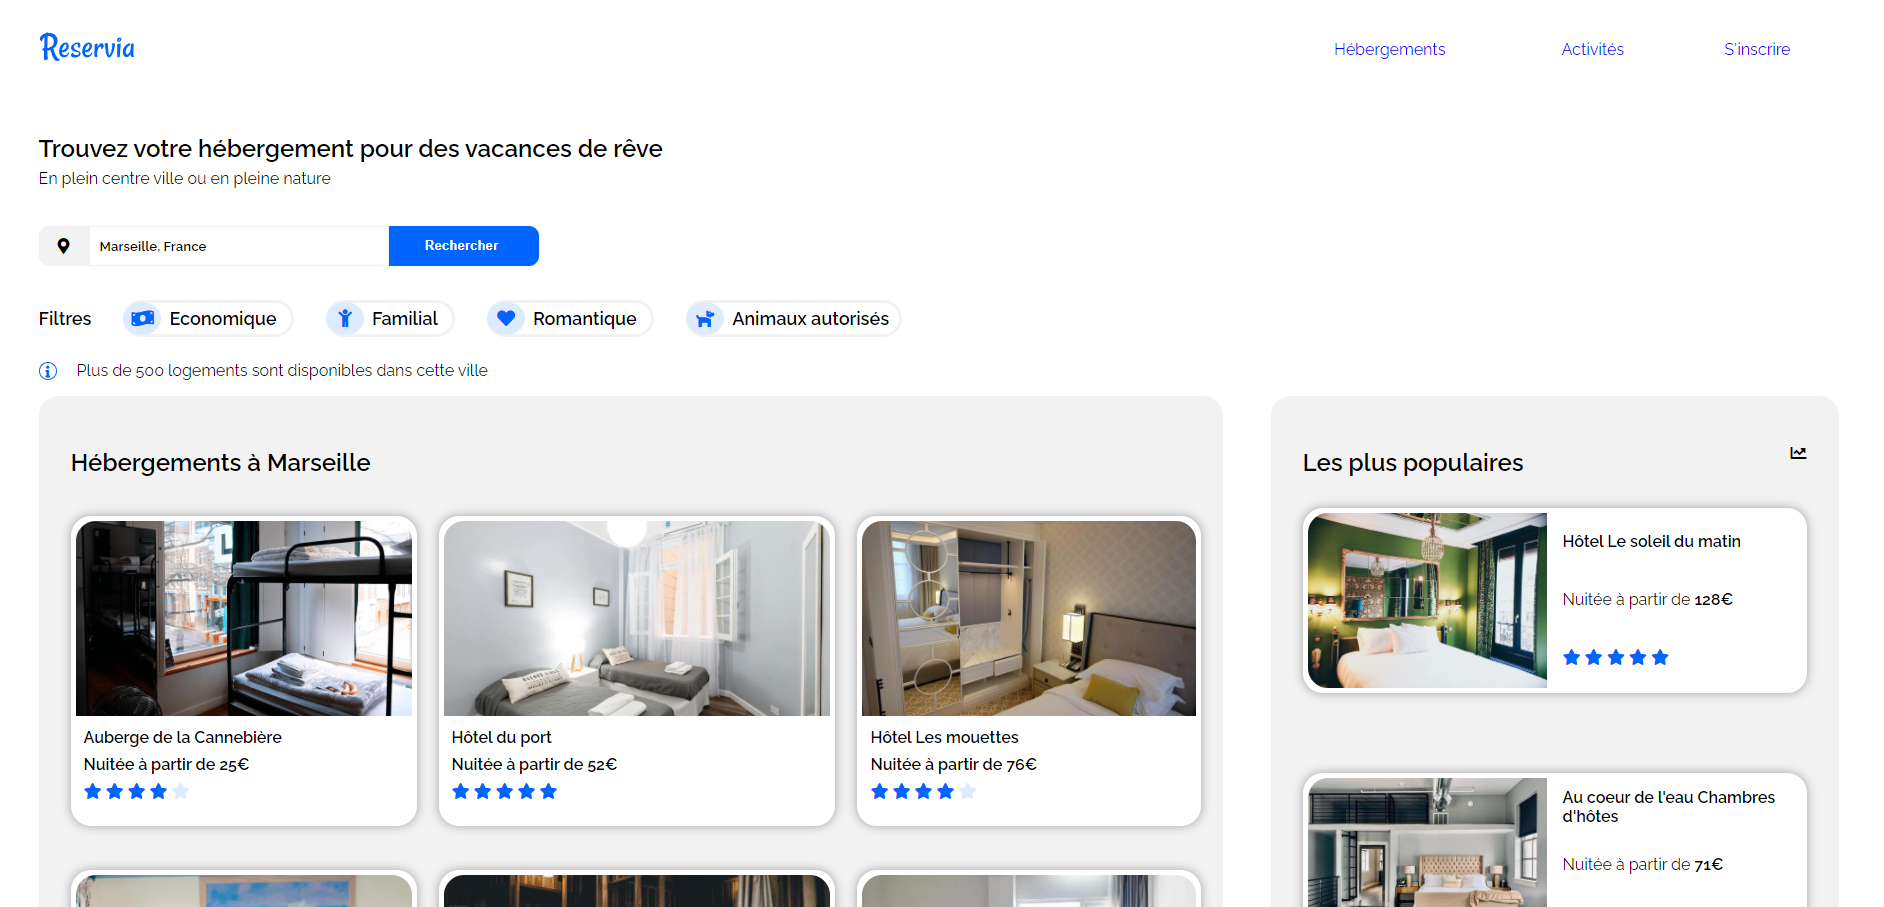 Reservia
Hébergements
Activités
S'inscrire
Trouvez votre hébergement pour des vacances de rêve
En plein centre ville ou en pleine nature
Marseille, France
Rechercher
Filtres
Economique
Familial
Romantique
Animaux autorisés
Plus de 500 logements sont disponibles dans cette ville
Hébergements à Marseille
Auberge de la Cannebière
Nuitée à partir de 25€
Hôtel du port
Nuitée à partir de 52€
Hôtel Les mouettes
Nuitée à partir de 76€
Les plus populaires
Hôtel Le soleil du matin
Nuitée à partir de 128€
Au coeur de l'eau Chambres
d'hôtes
Nuitée à partir de 71€